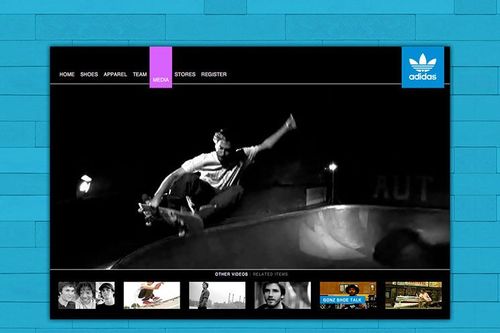 HOME SHOES APPAREL TEAM MEDIA STORES REGISTER
adidas
AUT
OTHER VIDEOS | RELATED ITEMS
GONZ SHOE TALK